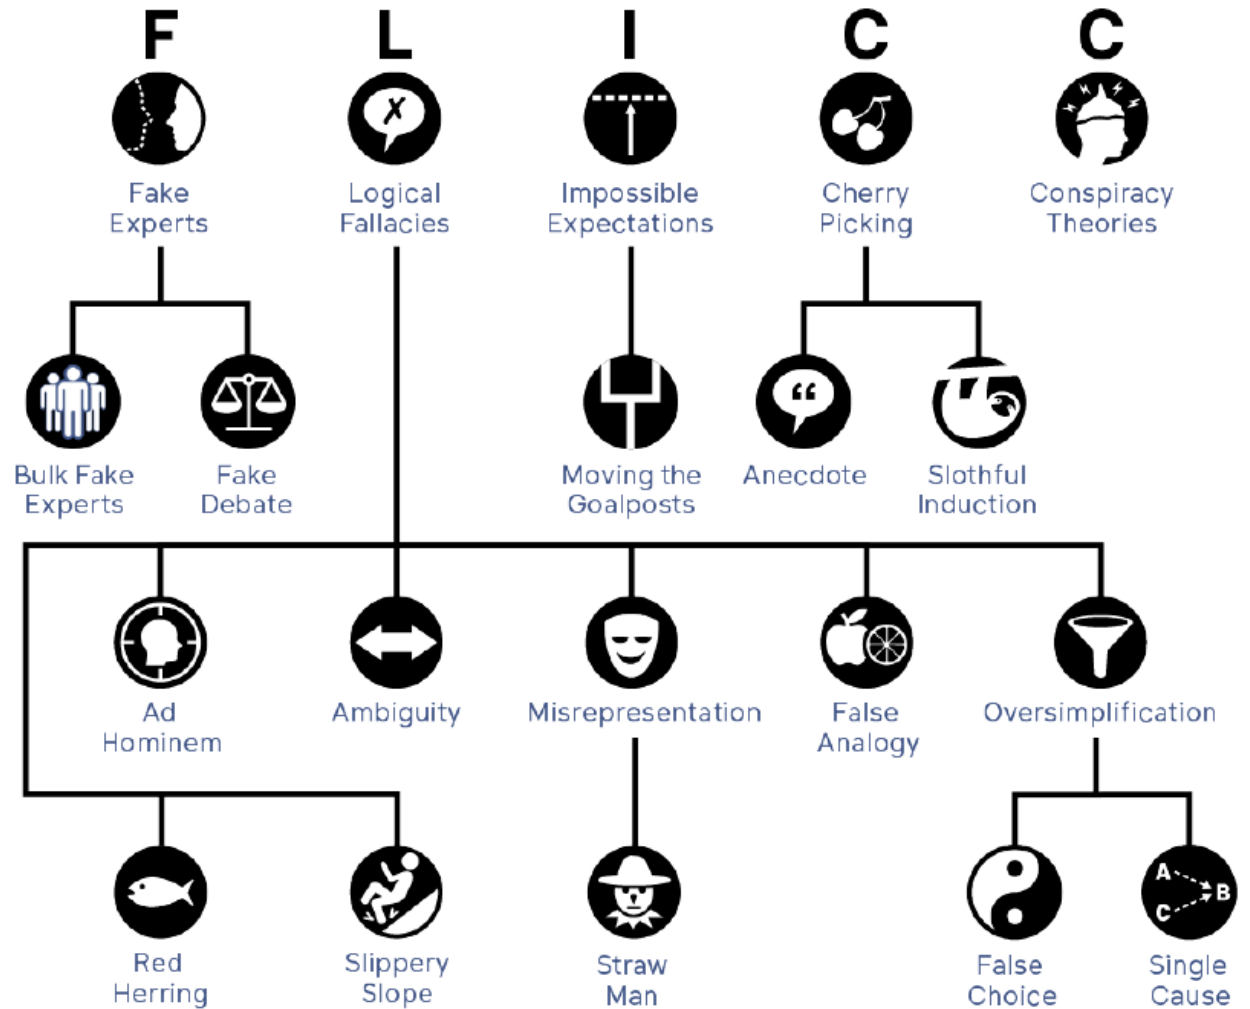 F L I C C
Fake
Experts
Logical
Fallacies
Impossible
Expectations
Cherry
Picking
Conspiracy
Theories
Bulk Fake
Experts
Fake
Debate
Moving the
Goalposts
“
Anecdote
Slothful
Induction
Ad
Hominem
Ambiguity
Misrepresentation
False
Analogy
Oversimplification
Red
Herring
Slippery
Slope
Straw
Man
False
Choice
A
B
C
Single
Cause